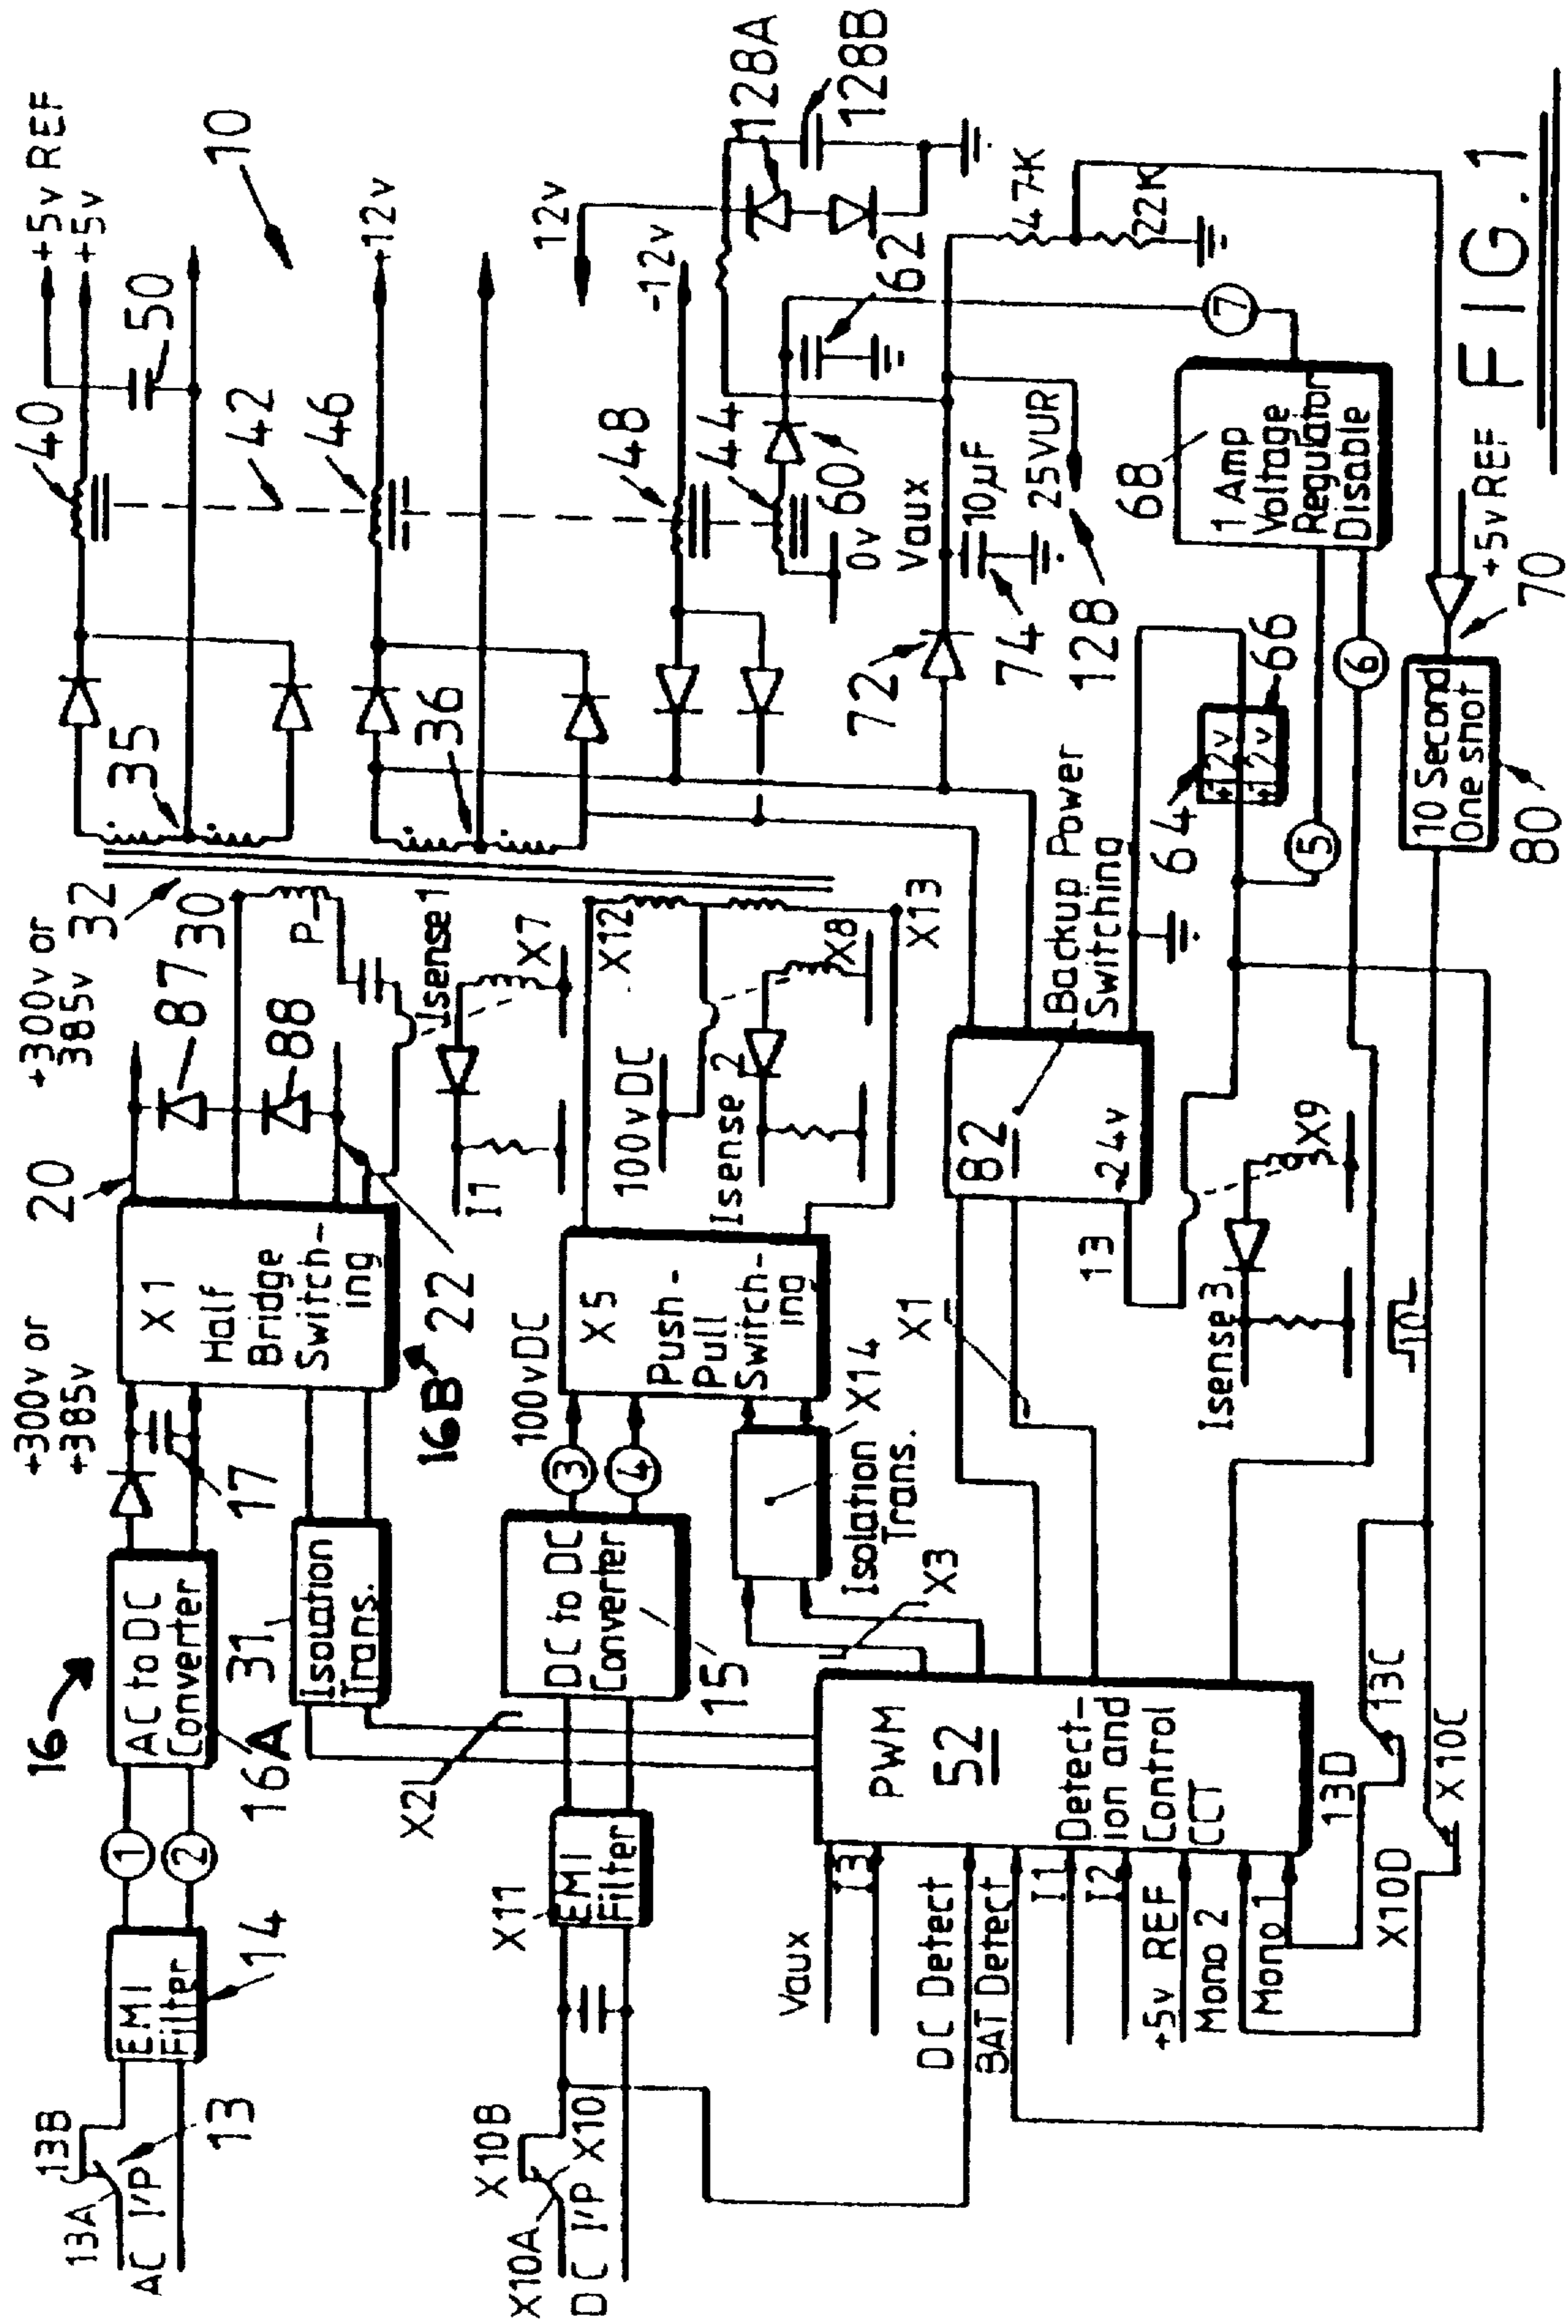 +5v REF
+5v
10
50
40
42
+12v
46
12v
-12v
48
44
128A
128B
62
47K
22K
35
36
60
0v
Vaux
10µF
74
25VUR
128
72
7
68
1 Amp
Voltage
Regulator
Disable
+5v REF
70
10 Second
One shot
80
6
5
66
64
+12v
+12v
Backup Power
Switching
82
24v
13
+300v or
385v
32
30
87
88
P
20
22
Isense 1
X7
I1
X12
X13
100v DC
Isense 2
X8
Isense 3
X9
10
+300v or
+385v
17
X1
Half
Bridge
Switch-
ing
16B
16
AC to DC
Converter
16A
31
Isolation
Trans.
1
2
EMI
Filter
14
13B
13A
13
AC I/P
100v DC
3
4
X5
Push-
Pull
Switch-
ing
DC to DC
Converter
15
X14
Isolation
Trans.
X1
X3
X2
X11
EMI
Filter
X10B
X10A
X10
DC I/P
PWM
52
Detect-
ion and
Control
CCT
Vaux
I3
DC Detect
BAT Detect
I1
I2
+5v REF
Mono 2
Mono 1
13D
13C
X10D
X10C
FIG. 1